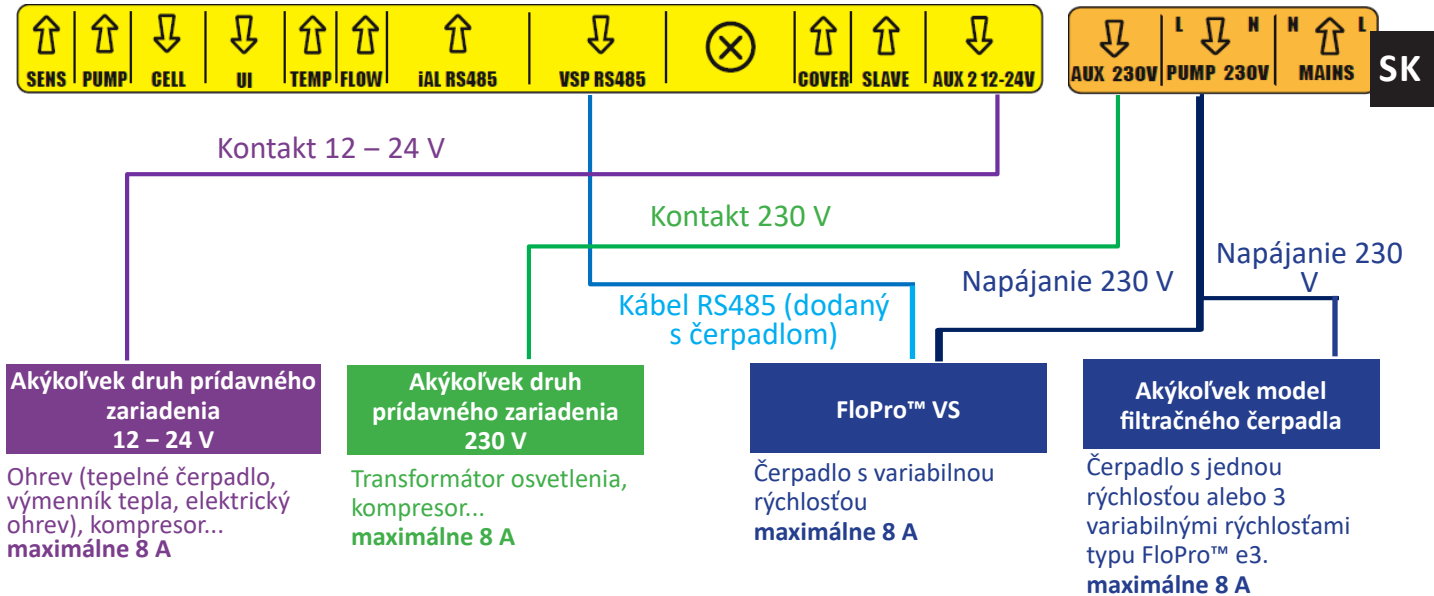 SENS PUMP CELL UI TEMP FLOW iAL RS485 VSP RS485 COVER SLAVE AUX 2 12-24V
L N N L
AUX 230V PUMP 230V MAINS
SK
Kontakt 12 – 24 V
Kontakt 230 V
Kábel RS485 (dodaný
s čerpadlom)
Napájanie 230 V
Napájanie 230
V
Akýkoľvek druh prídavného
zariadenia
12 – 24 V
Ohrev (tepelné čerpadlo,
výmenník tepla, elektrický
ohrev), kompresor...
maximálne 8 A
Akýkoľvek druh
prídavného zariadenia
230 V
Transformátor osvetlenia,
kompresor...
maximálne 8 A
FloPro™ VS
Čerpadlo s variabilnou
rýchlosťou
maximálne 8 A
Akýkoľvek model
filtračného čerpadla
Čerpadlo s jednou
rýchlosťou alebo 3
variabilnými rýchlosťami
typu FloPro™ e3.
maximálne 8 A